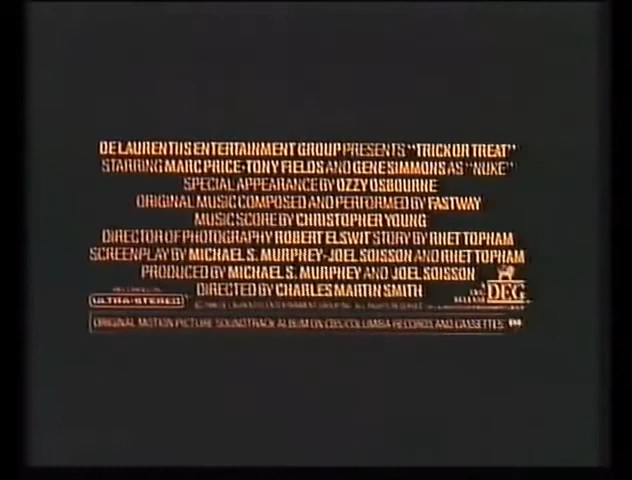 DE LAURENTIIS ENTERTAINMENT GROUP PRESENTS "TRICK OR TREAT"
STARRING MARC PRICE · TONY FIELDS AND GENE SIMMONS AS "NUKE"
SPECIAL APPEARANCE BY OZZY OSBOURNE
ORIGINAL MUSIC COMPOSED AND PERFORMED BY FASTWAY
MUSIC SCORE BY CHRISTOPHER YOUNG
DIRECTOR OF PHOTOGRAPHY ROBERT ELSWIT STORY BY RHET TOPHAM
SCREENPLAY BY MICHAEL S. MURPHEY · JOEL SOISSON AND RHET TOPHAM
PRODUCED BY MICHAEL S. MURPHEY AND JOEL SOISSON
DIRECTED BY CHARLES MARTIN SMITH
ULTRA-STEREO
DEG
RELEASE
ORIGINAL MOTION PICTURE SOUNDTRACK ALBUM ON CBS/COLUMBIA RECORDS AND CASSETTES